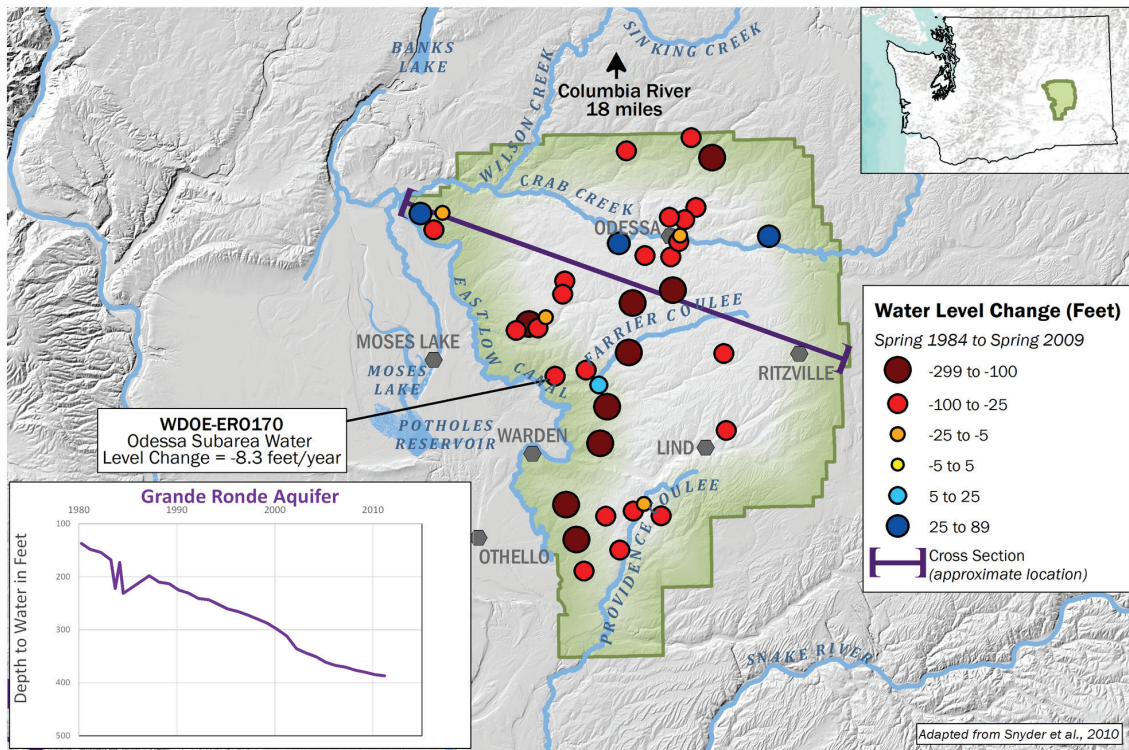 BANKS
LAKE
SINKING CREEK
Columbia River
18 miles
WILSON CREEK
CRAB CREEK
ODESSA
EAST LOW
CANAL
FARRIER COULEE
MOSES LAKE
MOSES
LAKE
RITZVILLE
WDOE-ERO170
Odessa Subarea Water
Level Change = -8.3 feet/year
POTHOLES
RESERVOIR
WARDEN
LIND
OTHELLO
PROVIDENCE COULEE
SNAKE RIVER
Water Level Change (Feet)
Spring 1984 to Spring 2009
-299 to -100
-100 to -25
-25 to -5
-5 to 5
5 to 25
25 to 89
Cross Section
(approximate location)
Grande Ronde Aquifer
1980 1990 2000 2010
Depth to Water in Feet
100
200
300
400
500
Adapted from Snyder et al., 2010